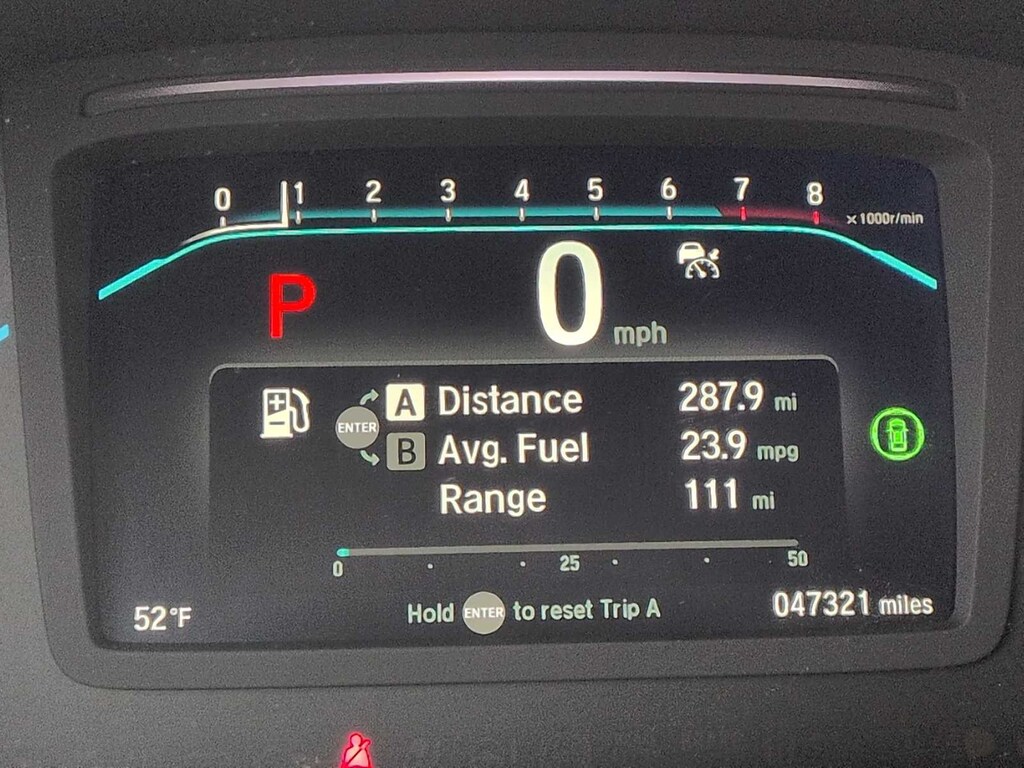 0 1 2 3 4 5 6 7 8 x1000r/min
P 0 mph
A Distance 287.9 mi
ENTER
B Avg. Fuel 23.9 mpg
Range 111 mi
0 25 50
Hold ENTER to reset Trip A
52°F
047321 miles